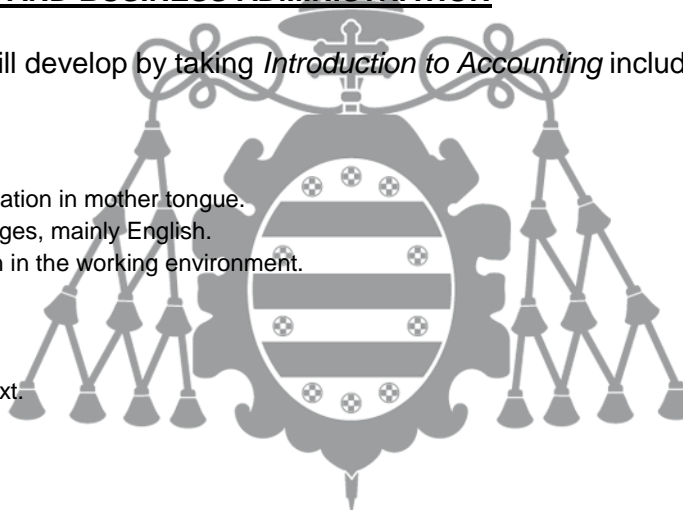 AND BUSINESS ADMINISTRATION
ill develop by taking Introduction to Accounting includ
ation in mother tongue.
ges, mainly English.
n in the working environment.
xt.